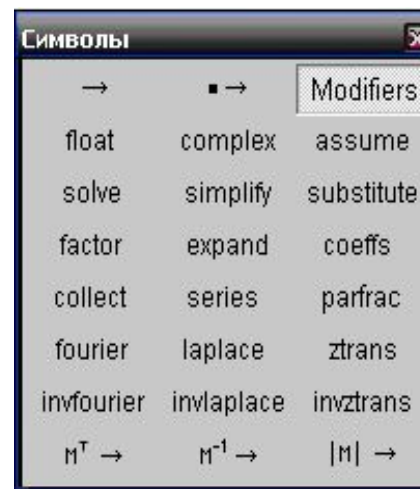 Символы
→ ▪ → Modifiers
float complex assume
solve simplify substitute
factor expand coeffs
collect series parfrac
fourier laplace ztrans
invfourier invlaplace invztrans
Mᵀ → M⁻¹ → |M| →